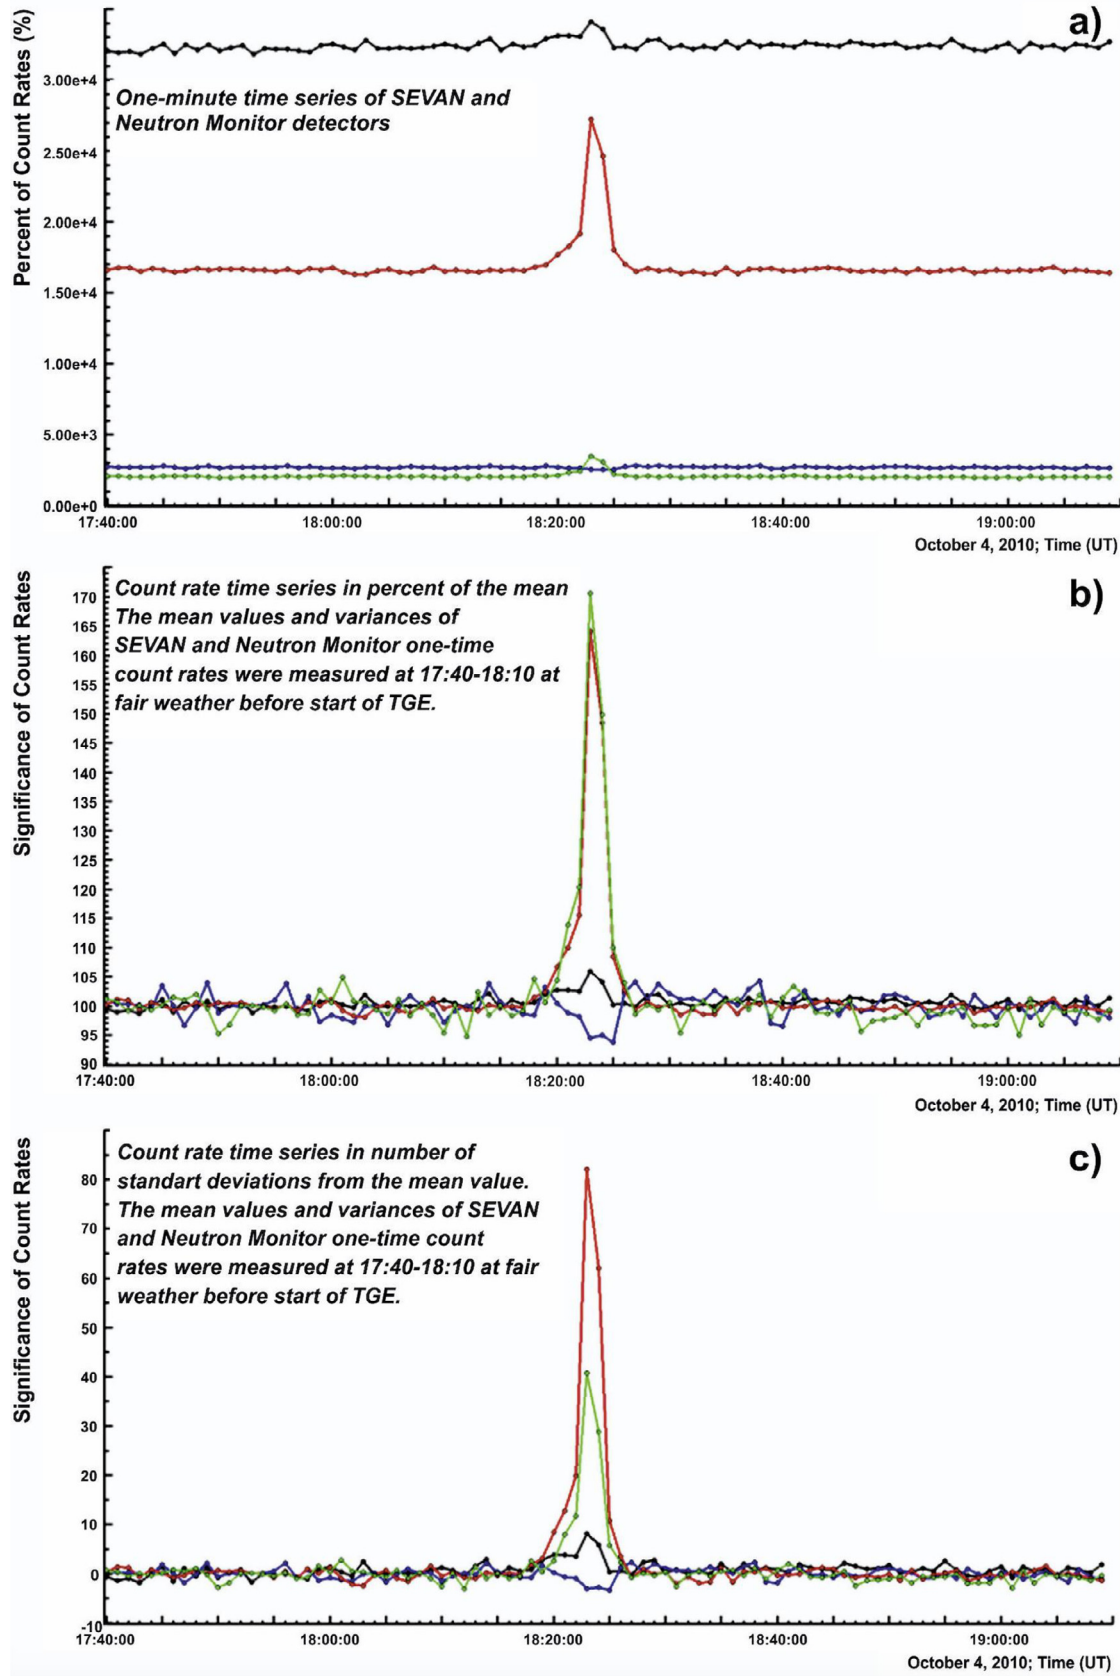 Percent of Count Rates (%)
a)
One-minute time series of SEVAN and
Neutron Monitor detectors
3.00e+4
2.50e+4
2.00e+4
1.50e+4
1.00e+4
5.00e+3
0.00e+0
17:40:00 18:00:00 18:20:00 18:40:00 19:00:00
October 4, 2010; Time (UT)
Significance of Count Rates
b)
Count rate time series in percent of the mean
The mean values and variances of
SEVAN and Neutron Monitor one-time
count rates were measured at 17:40-18:10 at
fair weather before start of TGE.
170
165
160
155
150
145
140
135
130
125
120
115
110
105
100
95
90
17:40:00 18:00:00 18:20:00 18:40:00 19:00:00
October 4, 2010; Time (UT)
Significance of Count Rates
c)
Count rate time series in number of
standart deviations from the mean value.
The mean values and variances of SEVAN
and Neutron Monitor one-time count
rates were measured at 17:40-18:10 at fair
weather before start of TGE.
80
70
60
50
40
30
20
10
0
-10
17:40:00 18:00:00 18:20:00 18:40:00 19:00:00
October 4, 2010; Time (UT)